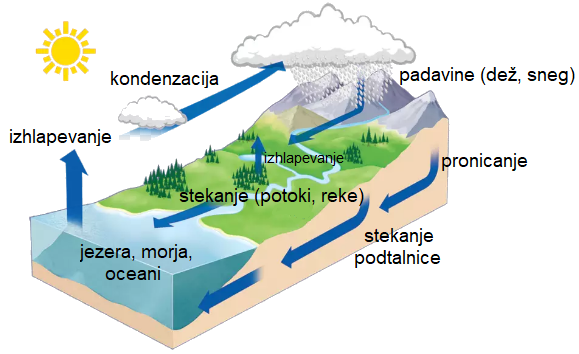 kondenzacija
padavine (dež, sneg)
izhlapevanje
izhlapevanje
pronicanje
stekanje (potoki, reke)
stekanje
podtalnice
jezera, morja,
oceani